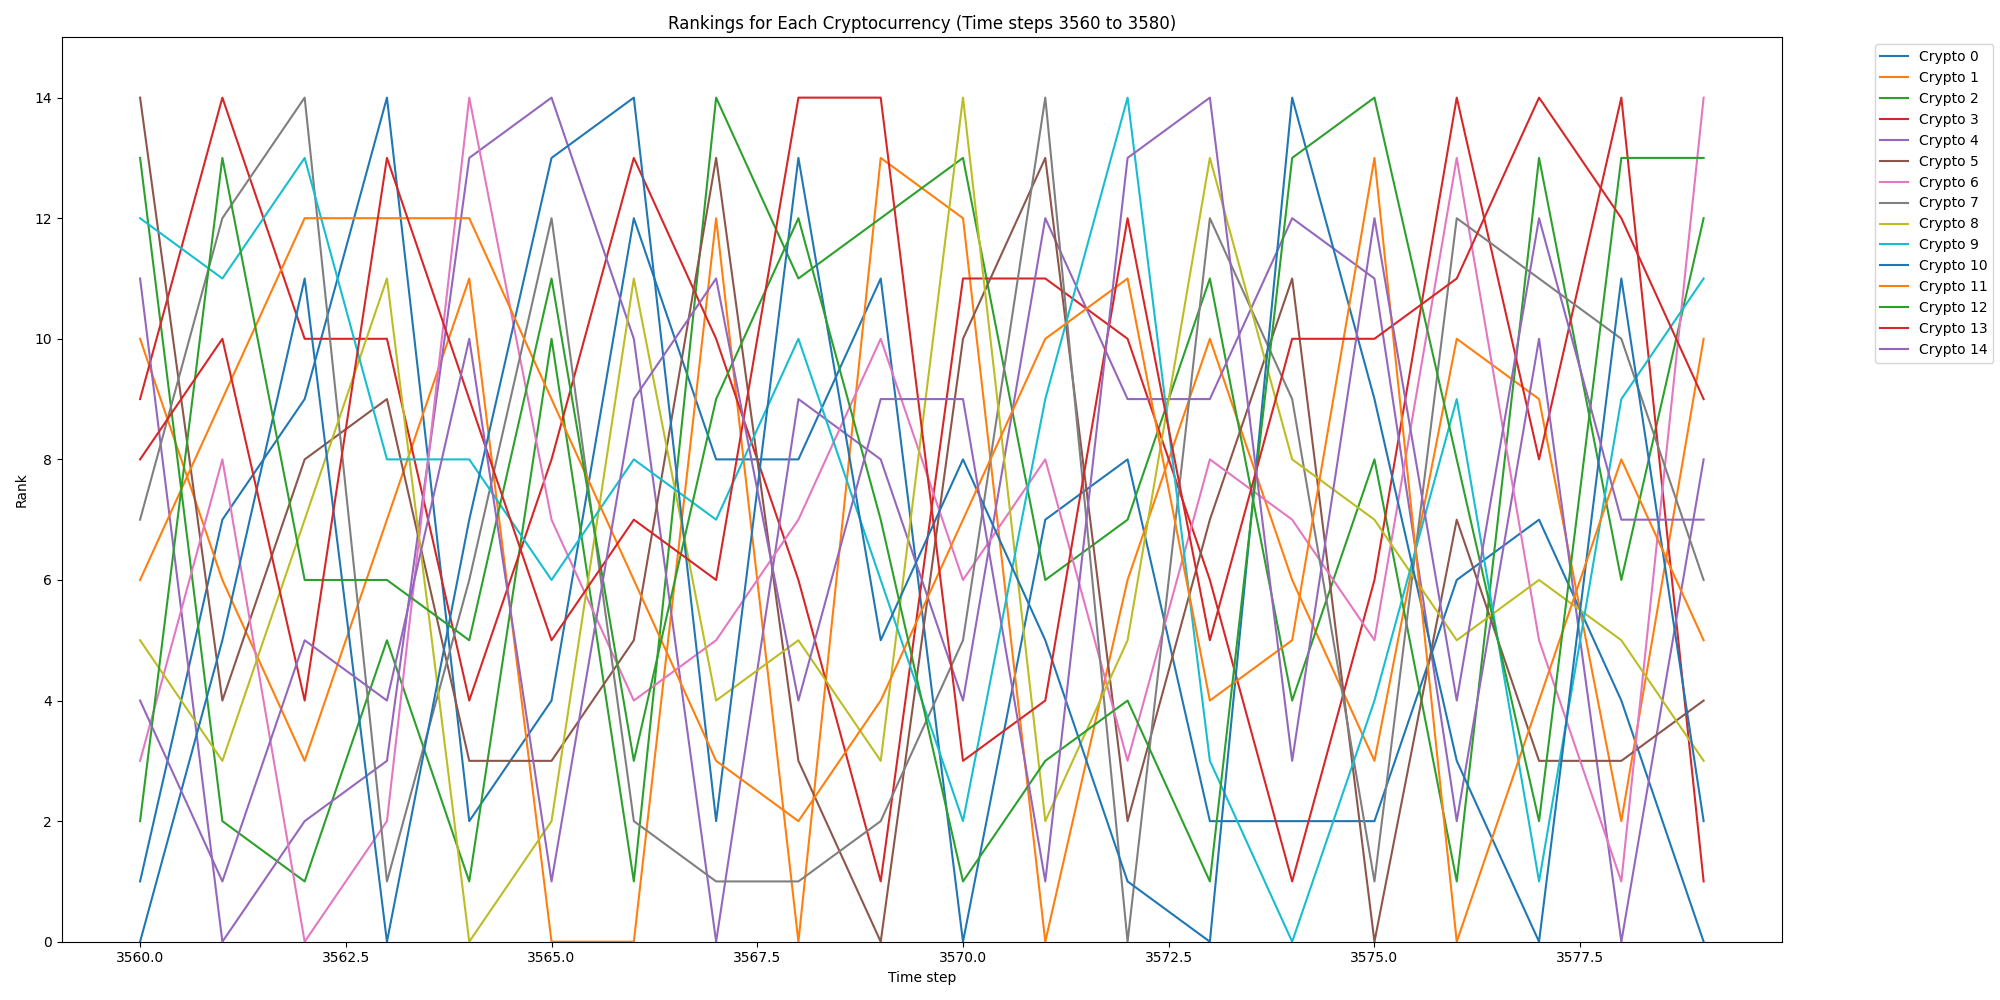 Rankings for Each Cryptocurrency (Time steps 3560 to 3580)
Rank
14
12
10
8
6
4
2
0
3560.0 3562.5 3565.0 3567.5 3570.0 3572.5 3575.0 3577.5
Time step
Crypto 0
Crypto 1
Crypto 2
Crypto 3
Crypto 4
Crypto 5
Crypto 6
Crypto 7
Crypto 8
Crypto 9
Crypto 10
Crypto 11
Crypto 12
Crypto 13
Crypto 14